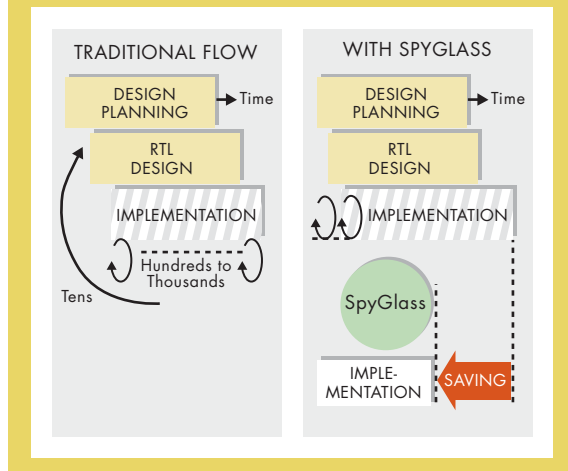 TRADITIONAL FLOW
DESIGN
PLANNING
Time
RTL
DESIGN
IMPLEMENTATION
Hundreds to
Thousands
Tens
WITH SPYGLASS
DESIGN
PLANNING
Time
RTL
DESIGN
IMPLEMENTATION
SpyGlass
IMPLE-
MENTATION
SAVING